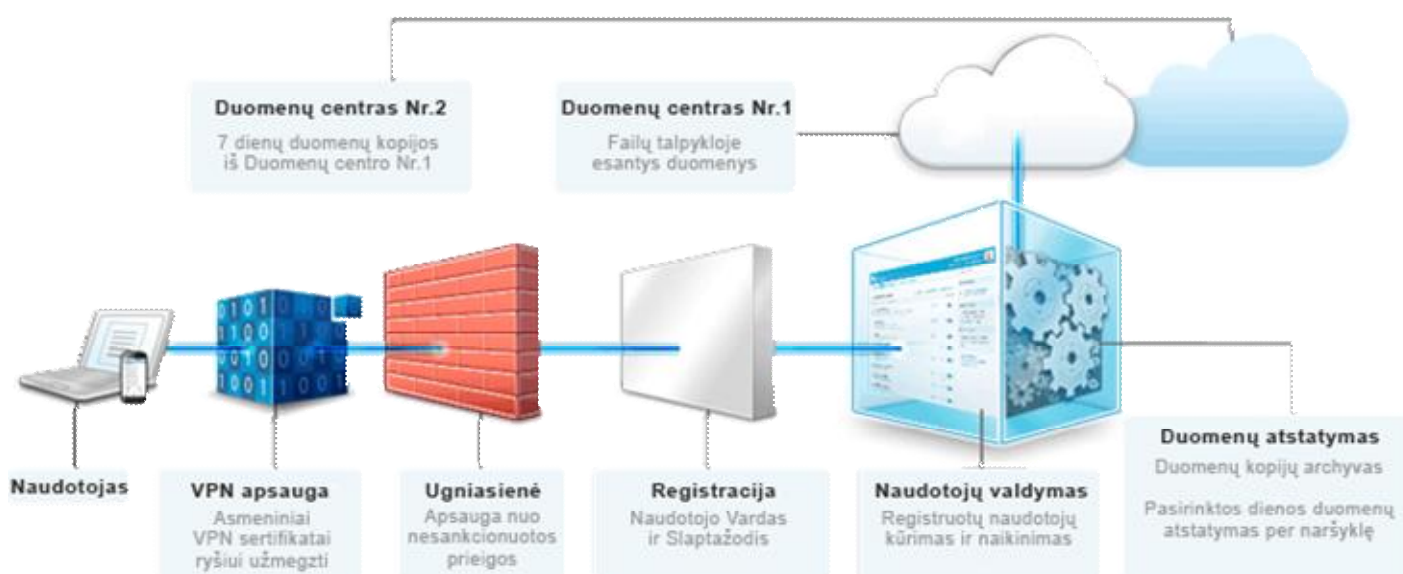 Duomenų centras Nr.2
7 dienų duomenų kopijos
iš Duomenų centro Nr.1
Duomenų centras Nr.1
Failų talpykloje
esantys duomenys
Naudotojas
VPN apsauga
Asmeniniai
VPN sertifikatai
ryšiui užmegzti
Ugniasienė
Apsauga nuo
nesankcionuotos
prieigos
Registracija
Naudotojo Vardas
ir Slaptažodis
Naudotojų valdymas
Registruotų naudotojų
kūrimas ir naikinimas
Duomenų atstatymas
Duomenų kopijų archyvas
Pasirinktos dienos duomenų
atstatymas per naršyklę